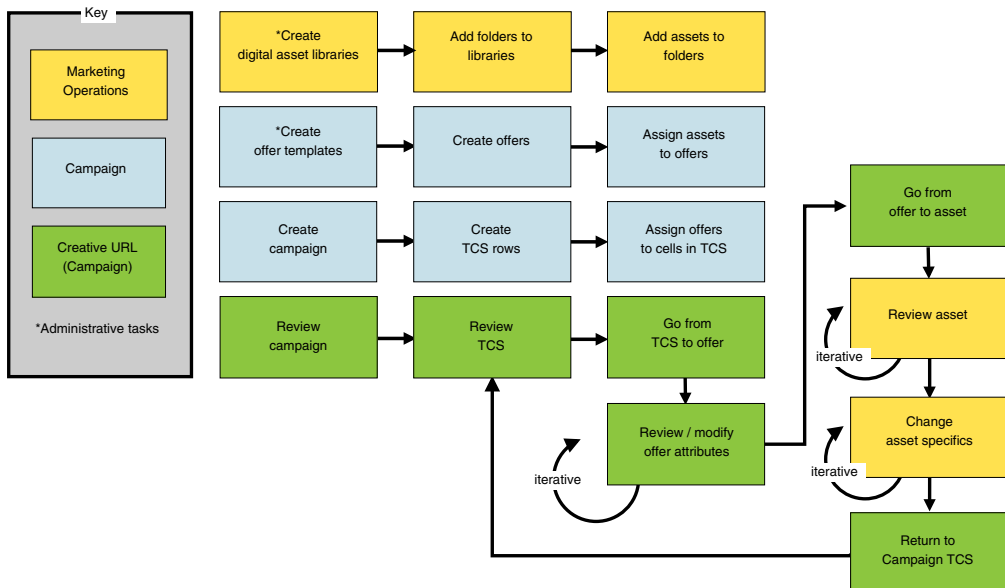 Key
Marketing
Operations
Campaign
Creative URL
(Campaign)
*Administrative tasks
*Create
digital asset libraries
Add folders to
libraries
Add assets to
folders
*Create
offer templates
Create offers
Assign assets
to offers
Create
campaign
Create
TCS rows
Assign offers
to cells in TCS
Review
campaign
Review
TCS
Go from
TCS to offer
Review / modify
offer attributes
iterative
Go from
offer to asset
Review asset
iterative
Change
asset specifics
iterative
Return to
Campaign TCS